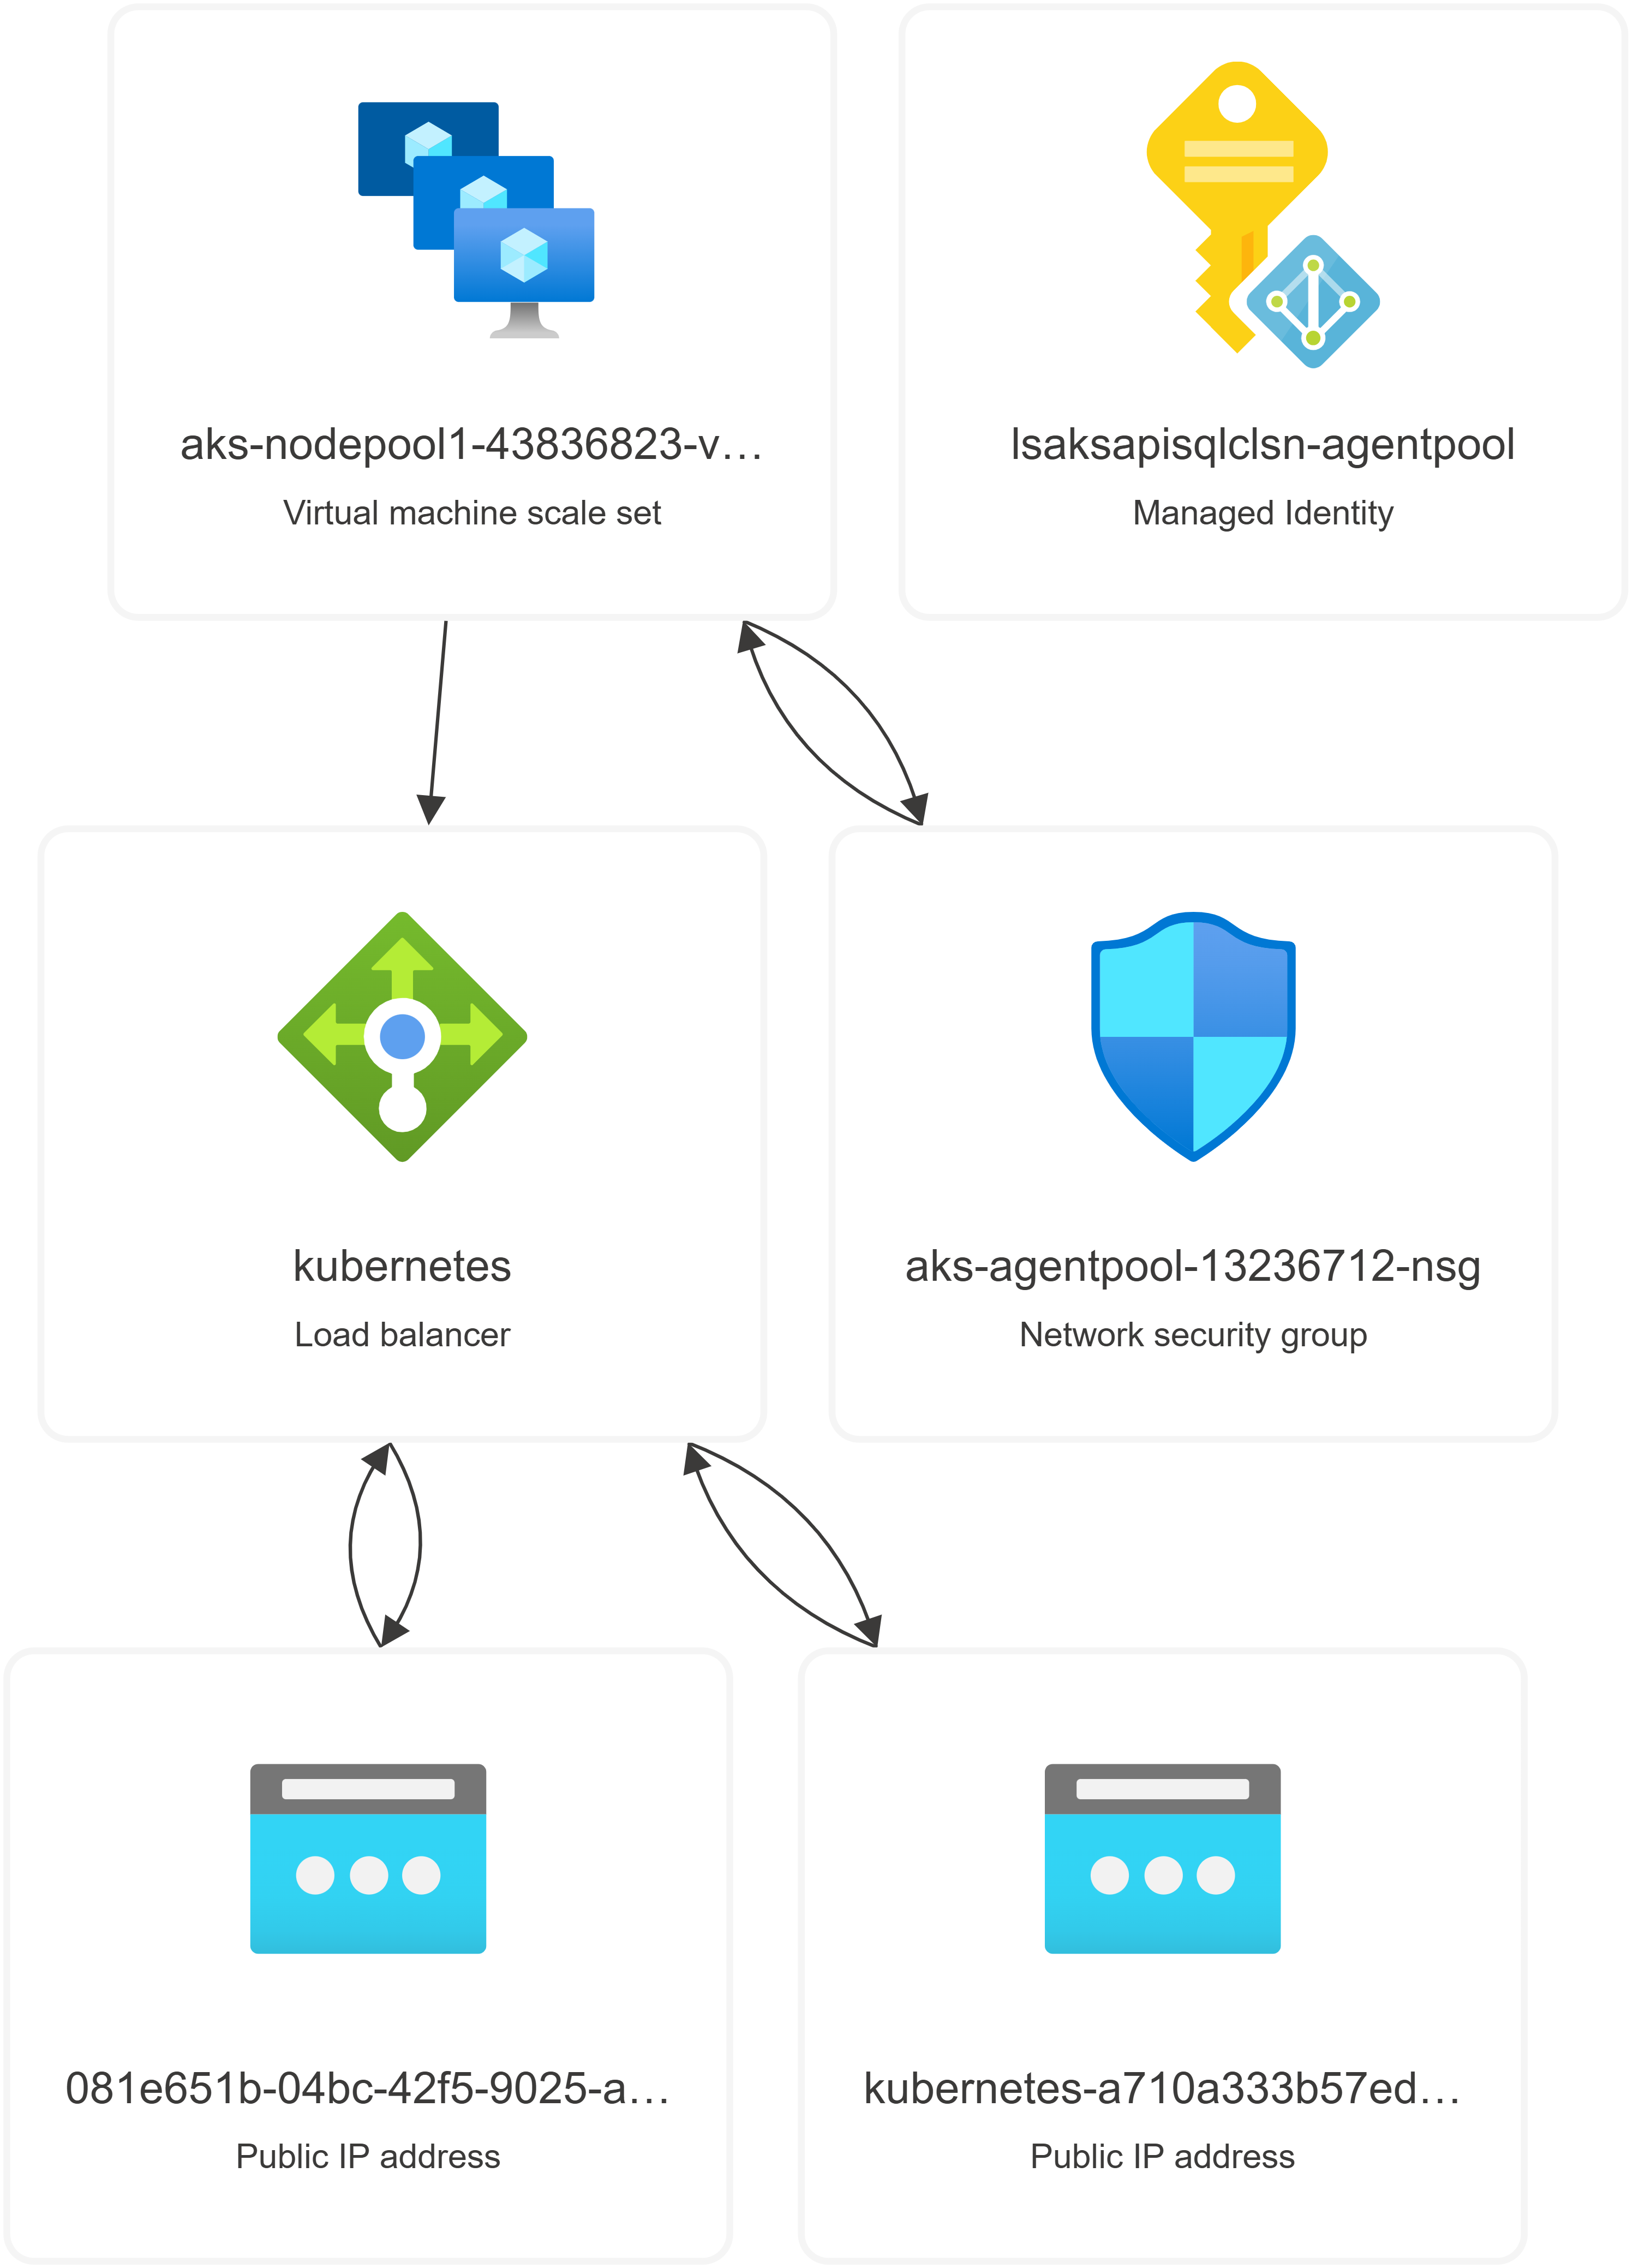 aks-nodepool1-43836823-v...
Virtual machine scale set
lsaksapisqlclsn-agentpool
Managed Identity
kubernetes
Load balancer
aks-agentpool-13236712-nsg
Network security group
081e651b-04bc-42f5-9025-a...
Public IP address
kubernetes-a710a333b57ed...
Public IP address